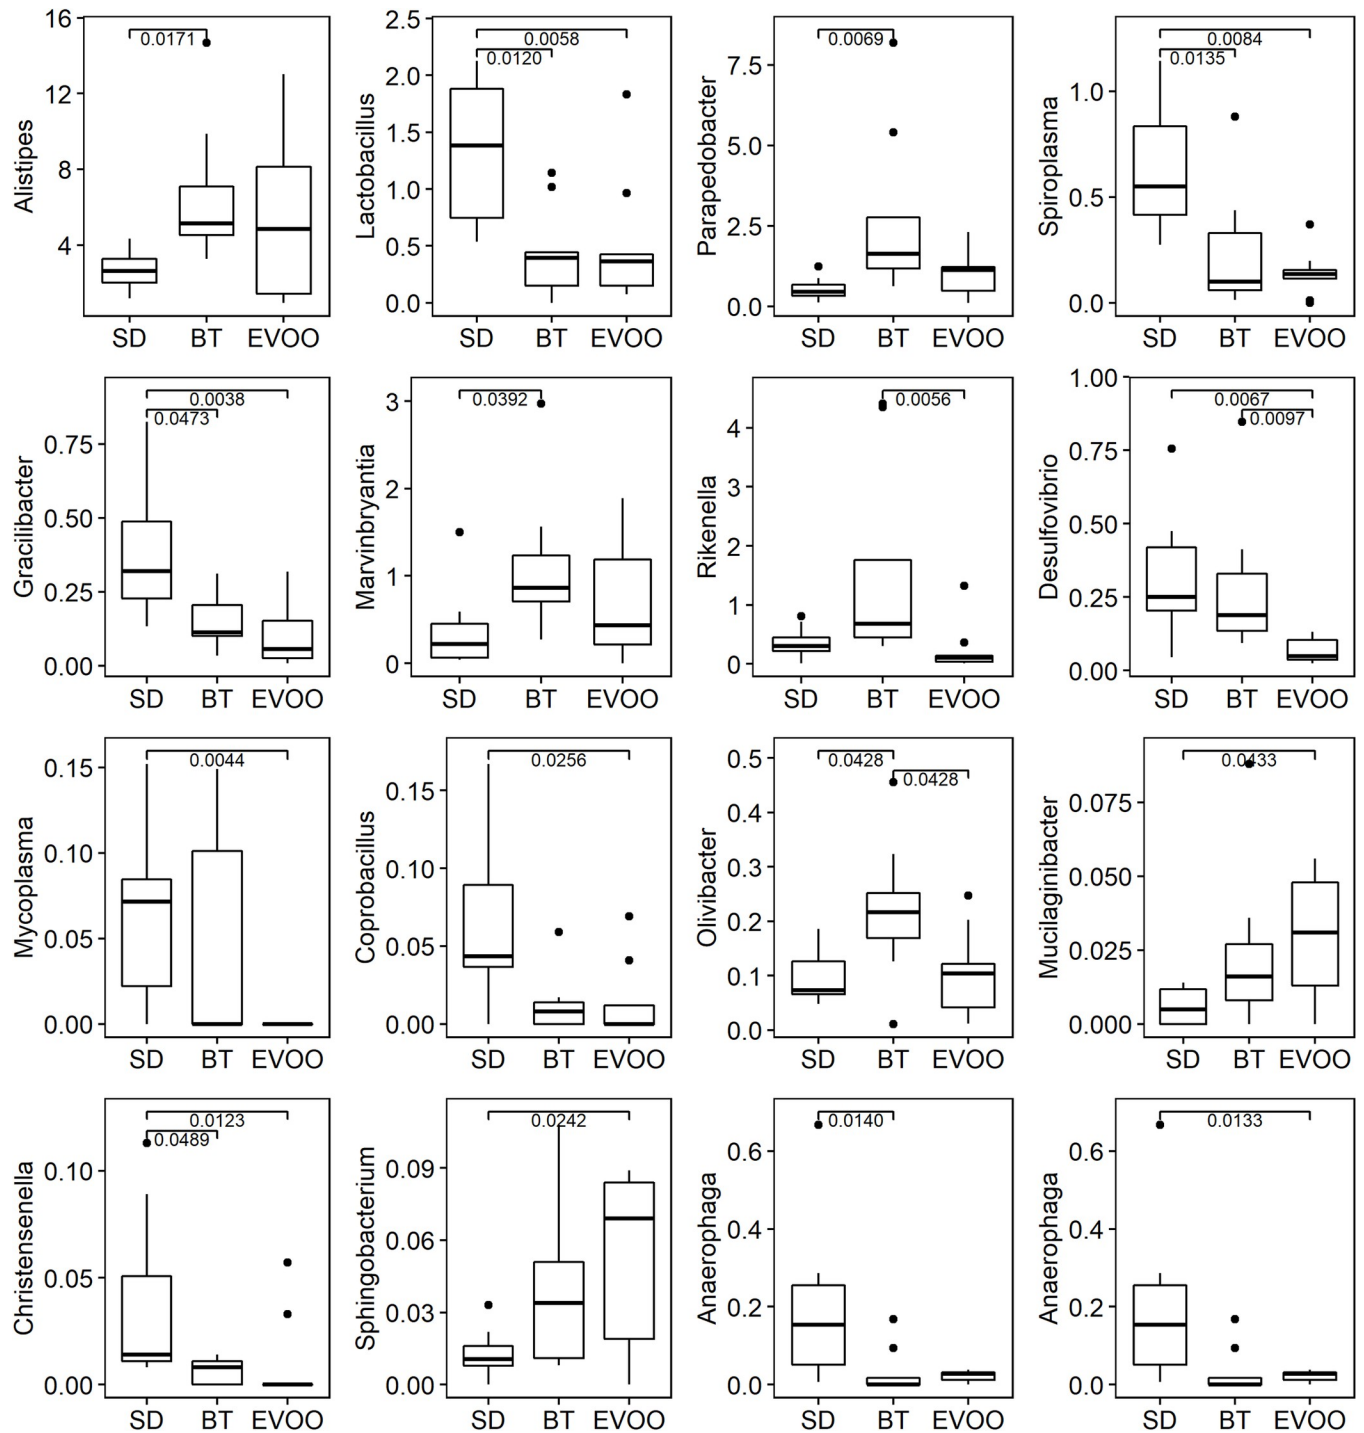 Alistipes
16
12
8
4
0.0171
SD BT EVOO
Lactobacillus
2.5
2.0
1.5
1.0
0.5
0.0
0.0058
0.0120
SD BT EVOO
Parapedobacter
7.5
5.0
2.5
0.0
0.0069
SD BT EVOO
Spiroplasma
1.0
0.5
0.0
0.0084
0.0135
SD BT EVOO
Gracilibacter
0.75
0.50
0.25
0.00
0.0038
0.0473
SD BT EVOO
Marvinbryantia
3
2
1
0
0.0392
SD BT EVOO
Rikenella
4
3
2
1
0
0.0056
SD BT EVOO
Desulfovibrio
1.00
0.75
0.50
0.25
0.00
0.0067
0.0097
SD BT EVOO
Mycoplasma
0.15
0.10
0.05
0.00
0.0044
SD BT EVOO
Coprobacillus
0.15
0.10
0.05
0.00
0.0256
SD BT EVOO
Olivibacter
0.5
0.4
0.3
0.2
0.1
0.0
0.0428
0.0428
SD BT EVOO
Mucilaginibacter
0.075
0.050
0.025
0.000
0.0433
SD BT EVOO
Christensenella
0.10
0.05
0.00
0.0123
0.0489
SD BT EVOO
Sphingobacterium
0.09
0.06
0.03
0.00
0.0242
SD BT EVOO
Anaerophaga
0.6
0.4
0.2
0.0
0.0140
SD BT EVOO
Anaerophaga
0.6
0.4
0.2
0.0
0.0133
SD BT EVOO